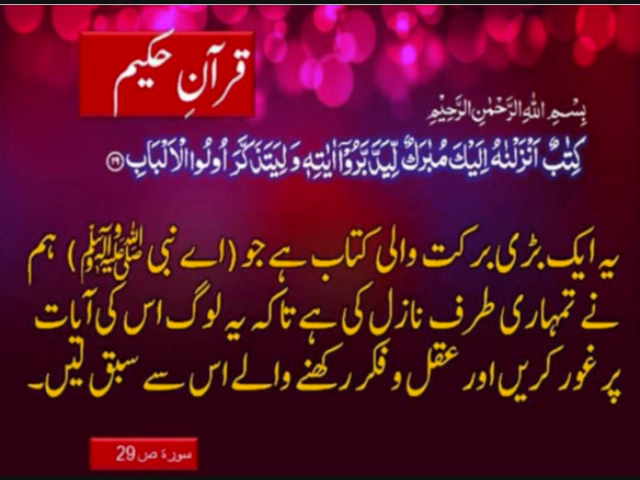 قرآنِ حکیم
بِسْمِ اللهِ الرَّحْمٰنِ الرَّحِيْمِ
كِتٰبٌ اَنْزَلْنٰهُ اِلَيْكَ مُبٰرَكٌ لِّيَدَّبَّرُوْۤا اٰيٰتِهٖ وَلِيَتَذَكَّرَ اُولُوا الْاَلْبَابِ ﴿۲۹﴾
یہ ایک بڑی برکت والی کتاب ہے جو (اے نبی ﷺ) ہم
نے تمہاری طرف نازل کی ہے تاکہ یہ لوگ اس کی آیات
پر غور کریں اور عقل و فکر رکھنے والے اس سے سبق لیں۔
سورۃ ص 29